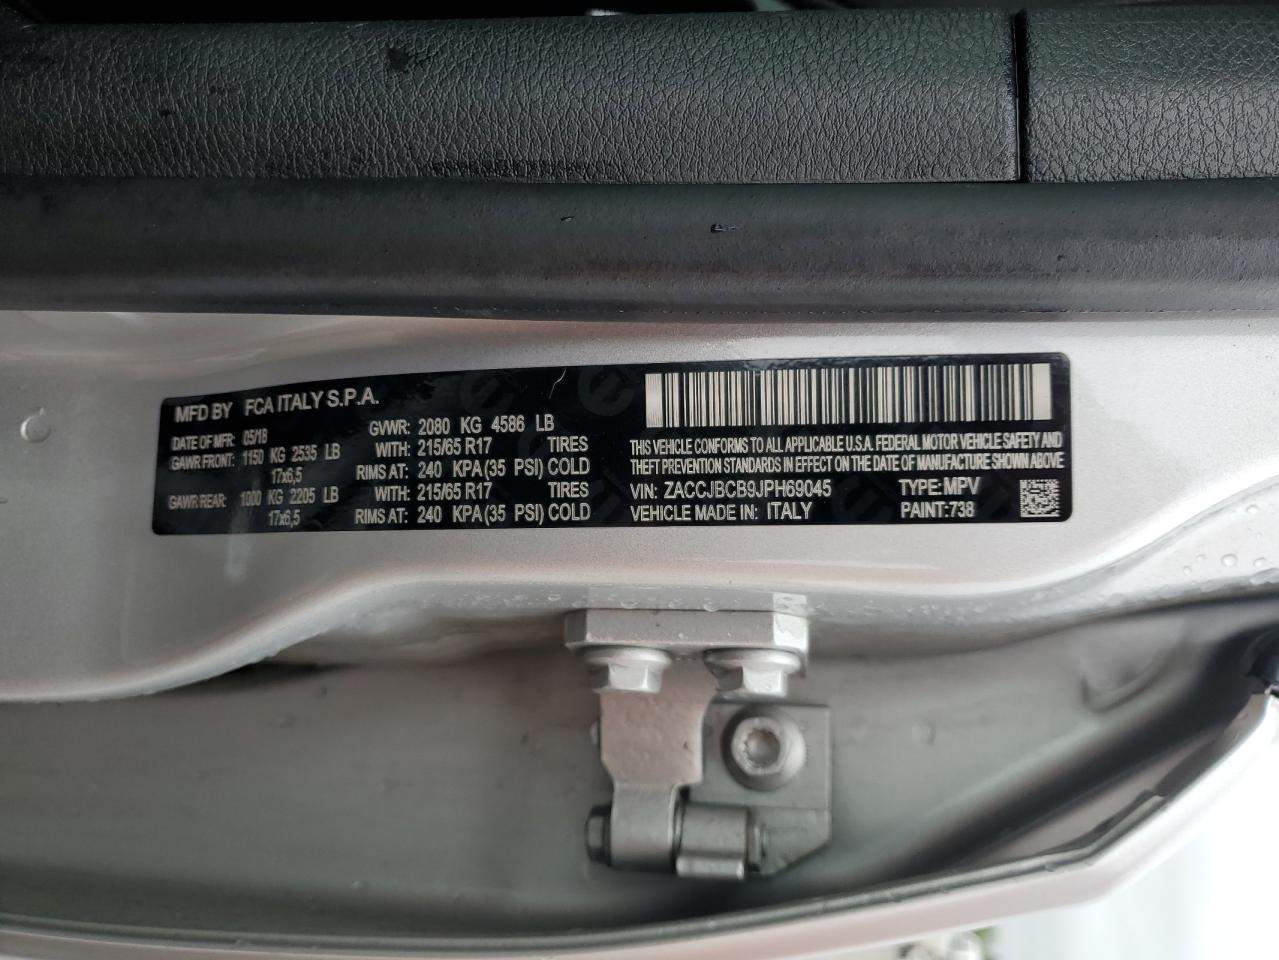 MFD BY FCA ITALY S.P.A.
DATE OF MFR: 05/18 GVWR: 2080 KG 4586 LB
GAWR FRONT: 1150 KG 2535 LB WITH: 215/65 R17 TIRES
17x6,5 RIMS AT: 240 KPA(35 PSI) COLD
GAWR REAR: 1000 KG 2205 LB WITH: 215/65 R17 TIRES
17x6,5 RIMS AT: 240 KPA(35 PSI) COLD
THIS VEHICLE CONFORMS TO ALL APPLICABLE U.S.A. FEDERAL MOTOR VEHICLE SAFETY AND
THEFT PREVENTION STANDARDS IN EFFECT ON THE DATE OF MANUFACTURE SHOWN ABOVE
VIN: ZACCJBCB9JPH69045 TYPE: MPV
VEHICLE MADE IN: ITALY PAINT:738